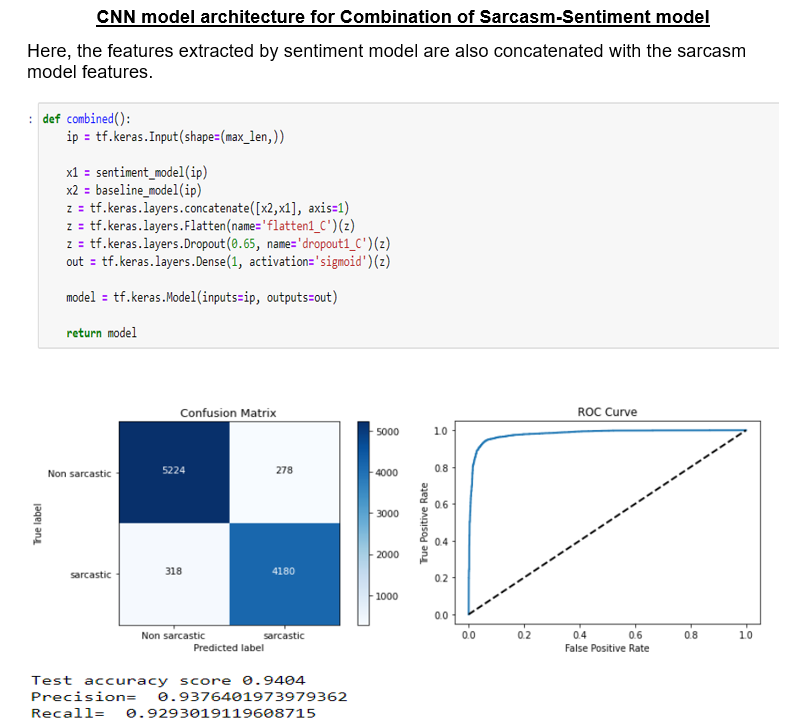 CNN model architecture for Combination of Sarcasm-Sentiment model
Here, the features extracted by sentiment model are also concatenated with the sarcasm
model features.
: def combined():
    ip = tf.keras.Input(shape=(max_len,))
    x1 = sentiment_model(ip)
    x2 = baseline_model(ip)
    z = tf.keras.layers.concatenate([x2,x1], axis=1)
    z = tf.keras.layers.Flatten(name='flatten1_C')(z)
    z = tf.keras.layers.Dropout(0.65, name='dropout1_C')(z)
    out = tf.keras.layers.Dense(1, activation='sigmoid')(z)
    model = tf.keras.Model(inputs=ip, outputs=out)
    return model
Confusion Matrix
True label
Non sarcastic
5224
278
sarcastic
318
4180
Non sarcastic
sarcastic
Predicted label
5000
4000
3000
2000
1000
ROC Curve
True Positive Rate
1.0
0.8
0.6
0.4
0.2
0.0
0.0
0.2
0.4
0.6
0.8
1.0
False Positive Rate
Test accuracy score 0.9404
Precision= 0.9376401973979362
Recall= 0.9293019119608715